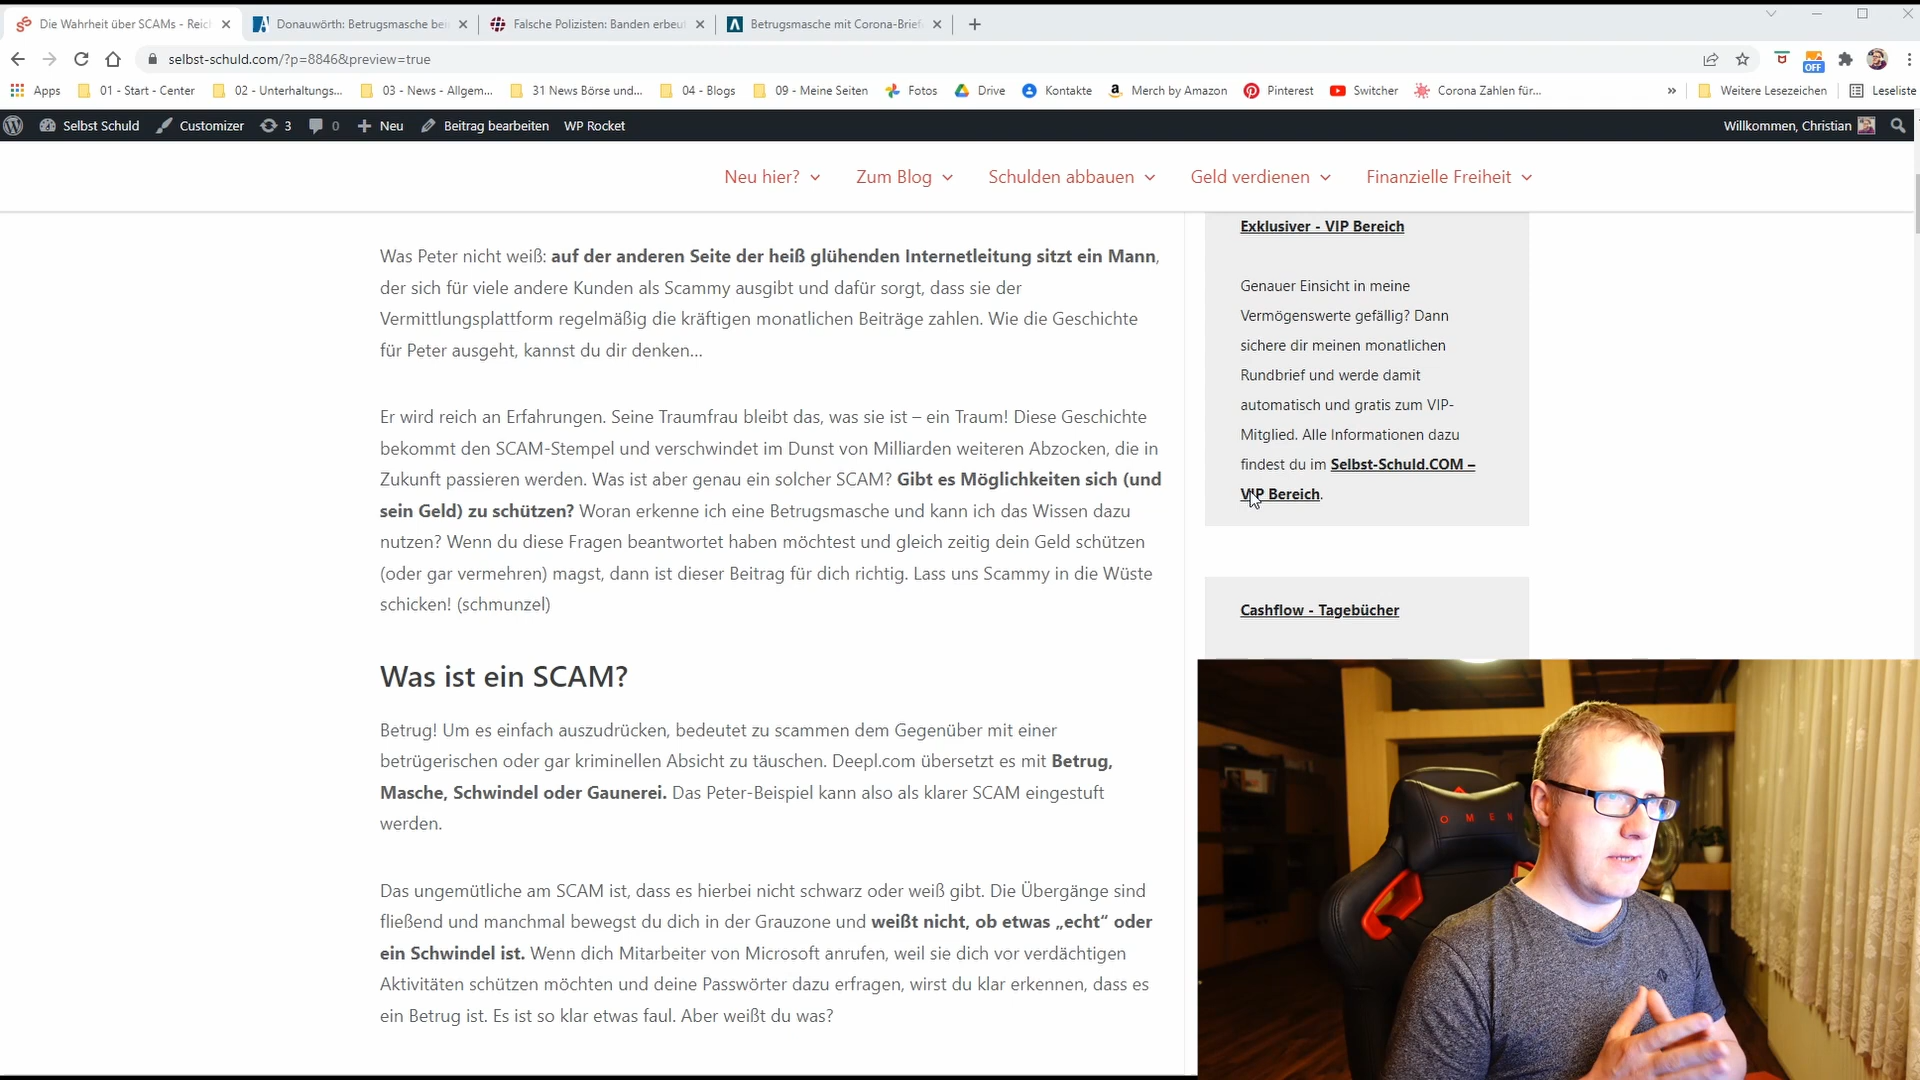 Die Wahrheit über SCAMs - Reich
Donauwörth: Betrugsmasche be
Falsche Polizisten: Banden erbeut
Betrugsmasche mit Corona-Brief
selbst-schuld.com/?p=8846&preview=true
OFF
Apps
01 - Start - Center
02 - Unterhaltungs...
03 - News - Allgem...
31 News Börse und...
04 - Blogs
09 - Meine Seiten
Fotos
Drive
Kontakte
Merch by Amazon
Pinterest
Switcher
Corona Zahlen für...
»
Weitere Lesezeichen
Leseliste
Selbst Schuld
Customizer
3
0
Neu
Beitrag bearbeiten
WP Rocket
Willkommen, Christian
Neu hier?
Zum Blog
Schulden abbauen
Geld verdienen
Finanzielle Freiheit
Was Peter nicht weiß: auf der anderen Seite der heiß glühenden Internetleitung sitzt ein Mann,
der sich für viele andere Kunden als Scammy ausgibt und dafür sorgt, dass sie der
Vermittlungsplattform regelmäßig die kräftigen monatlichen Beiträge zahlen. Wie die Geschichte
für Peter ausgeht, kannst du dir denken…
Er wird reich an Erfahrungen. Seine Traumfrau bleibt das, was sie ist – ein Traum! Diese Geschichte
bekommt den SCAM-Stempel und verschwindet im Dunst von Milliarden weiteren Abzocken, die in
Zukunft passieren werden. Was ist aber genau ein solcher SCAM? Gibt es Möglichkeiten sich (und
sein Geld) zu schützen? Woran erkenne ich eine Betrugsmasche und kann ich das Wissen dazu
nutzen? Wenn du diese Fragen beantwortet haben möchtest und gleich zeitig dein Geld schützen
(oder gar vermehren) magst, dann ist dieser Beitrag für dich richtig. Lass uns Scammy in die Wüste
schicken! (schmunzel)
Was ist ein SCAM?
Betrug! Um es einfach auszudrücken, bedeutet zu scammen dem Gegenüber mit einer
betrügerischen oder gar kriminellen Absicht zu täuschen. Deepl.com übersetzt es mit Betrug,
Masche, Schwindel oder Gaunerei. Das Peter-Beispiel kann also als klarer SCAM eingestuft
werden.
Das ungemütliche am SCAM ist, dass es hierbei nicht schwarz oder weiß gibt. Die Übergänge sind
fließend und manchmal bewegst du dich in der Grauzone und weißt nicht, ob etwas „echt“ oder
ein Schwindel ist. Wenn dich Mitarbeiter von Microsoft anrufen, weil sie dich vor verdächtigen
Aktivitäten schützen möchten und deine Passwörter dazu erfragen, wirst du klar erkennen, dass es
ein Betrug ist. Es ist so klar etwas faul. Aber weißt du was?
Exklusiver - VIP Bereich
Genauer Einsicht in meine
Vermögenswerte gefällig? Dann
sichere dir meinen monatlichen
Rundbrief und werde damit
automatisch und gratis zum VIP-
Mitglied. Alle Informationen dazu
findest du im Selbst-Schuld.COM –
VIP Bereich.
Cashflow - Tagebücher
OMEN